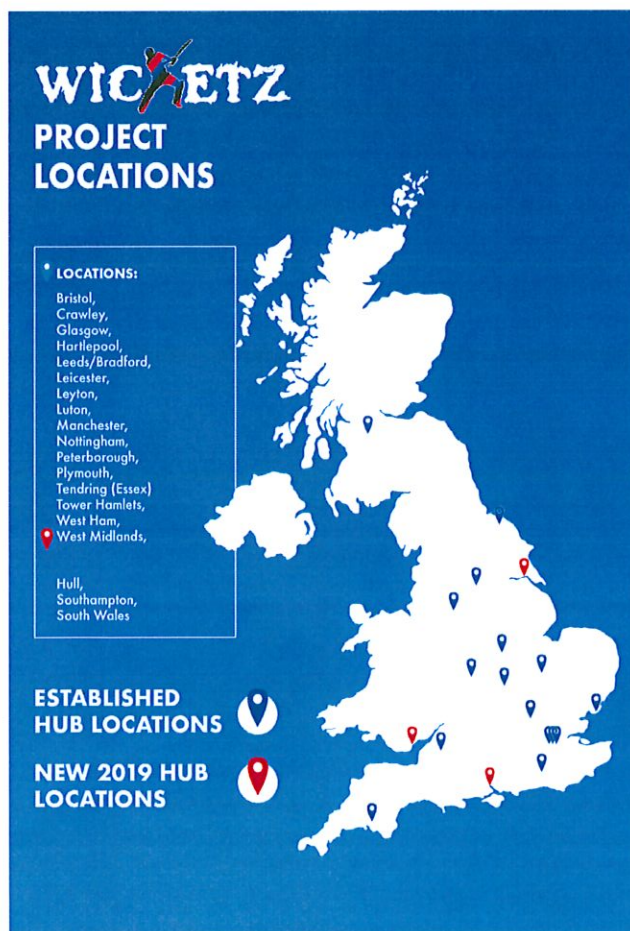 WICKETZ
PROJECT
LOCATIONS
LOCATIONS:
Bristol,
Crawley,
Glasgow,
Hartlepool,
Leeds/Bradford,
Leicester,
Leyton,
Luton,
Manchester,
Nottingham,
Peterborough,
Plymouth,
Tendring (Essex)
Tower Hamlets,
West Ham,
West Midlands,
Hull,
Southampton,
South Wales
ESTABLISHED
HUB LOCATIONS
NEW 2019 HUB
LOCATIONS